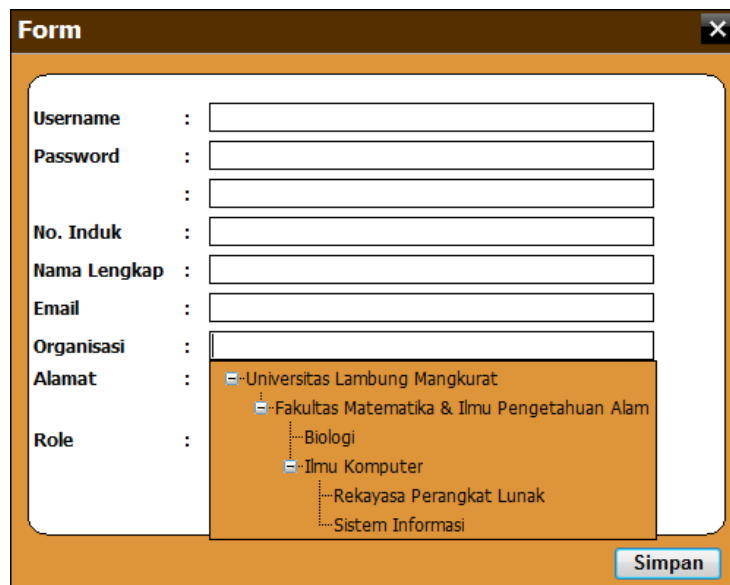 Form
Username :
Password :
:
No. Induk :
Nama Lengkap :
Email :
Organisasi :
Alamat :
Universitas Lambung Mangkurat
Fakultas Matematika & Ilmu Pengetahuan Alam
Role :
Biologi
Ilmu Komputer
Rekayasa Perangkat Lunak
Sistem Informasi
Simpan